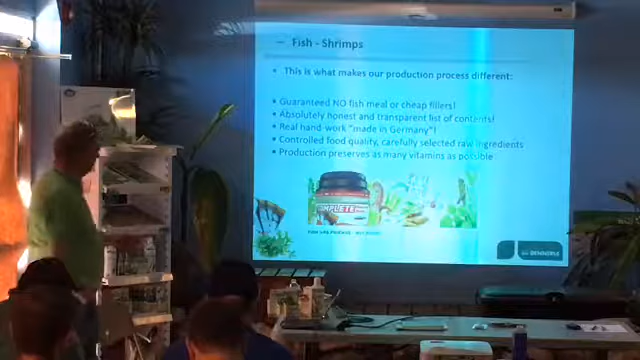 Fish - Shrimps
• This is what makes our production process different:
• Guaranteed NO fish meal or cheap fillers!
• Absolutely honest and transparent list of contents!
• Real hand-work "made in Germany"!
• Controlled food quality, carefully selected raw ingredients
• Production preserves as many vitamins as possible
COMPLETE
DENNERLE